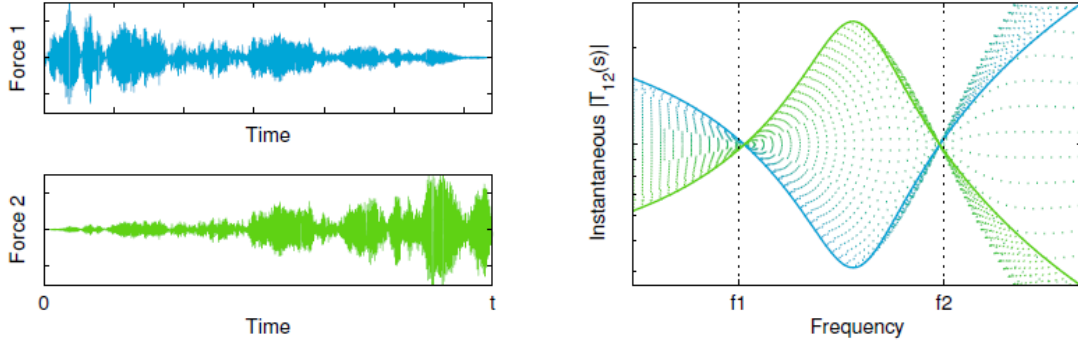 Force 1
Time
Force 2
0
t
Time
Instantaneous |T12(s)|
f1
f2
Frequency